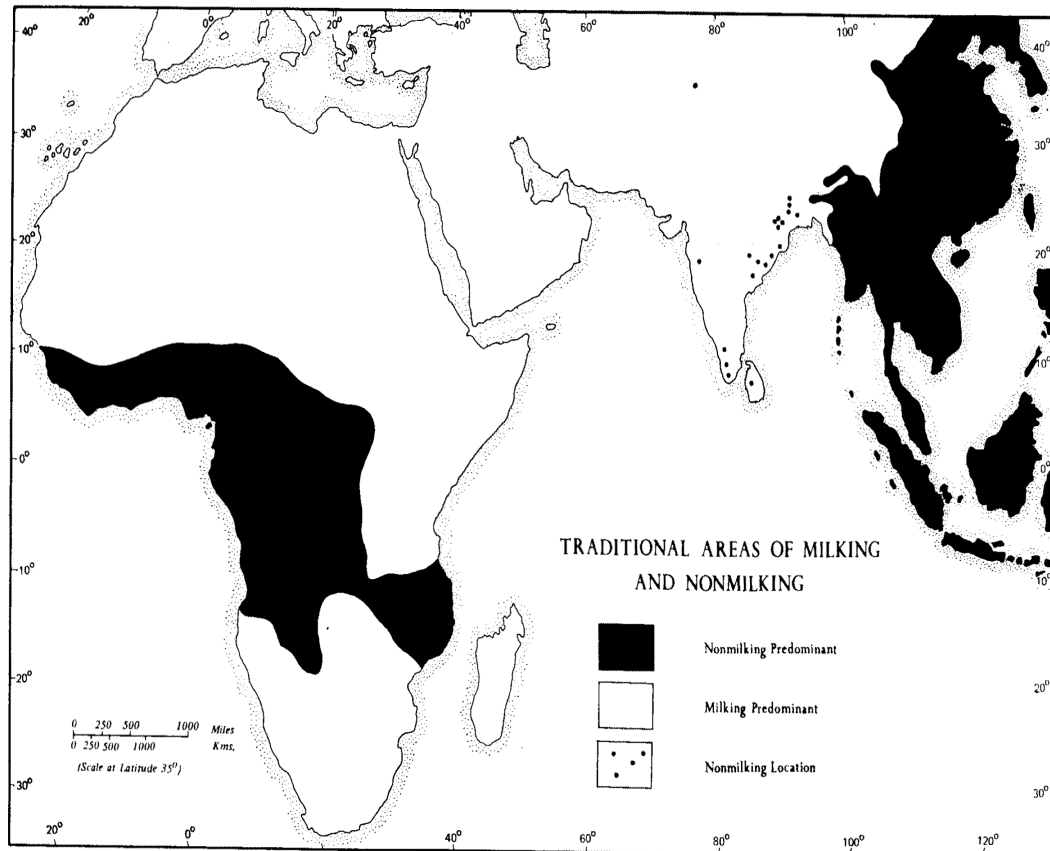 20° 0° 20° 40° 60° 80° 100°
40° 40°
30° 30°
20° 20°
10° 10°
0° 0°
TRADITIONAL AREAS OF MILKING
AND NONMILKING
10° 10°
Nonmilking Predominant
20° Milking Predominant 20°
0 250 500 1000 Miles
0 250 500 1000 Kms,
(Scale at Latitude 35°)
Nonmilking Location
30° 30°
20° 0° 40° 60° 80° 100° 120°